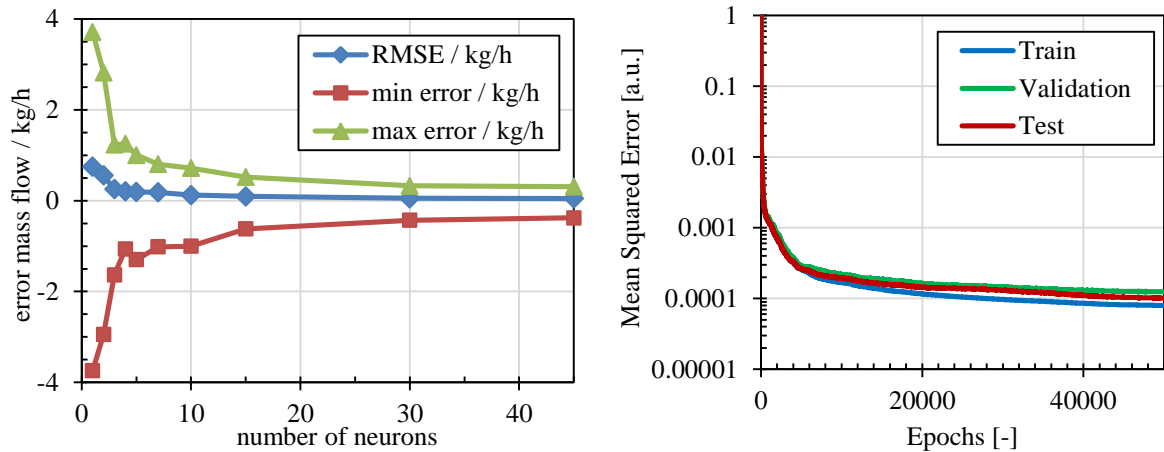 error mass flow / kg/h
4
2
0
-2
-4
RMSE / kg/h
min error / kg/h
max error / kg/h
0
10
20
30
40
number of neurons
Mean Squared Error [a.u.]
1
0.1
0.01
0.001
0.0001
0.00001
Train
Validation
Test
0
20000
40000
Epochs [-]